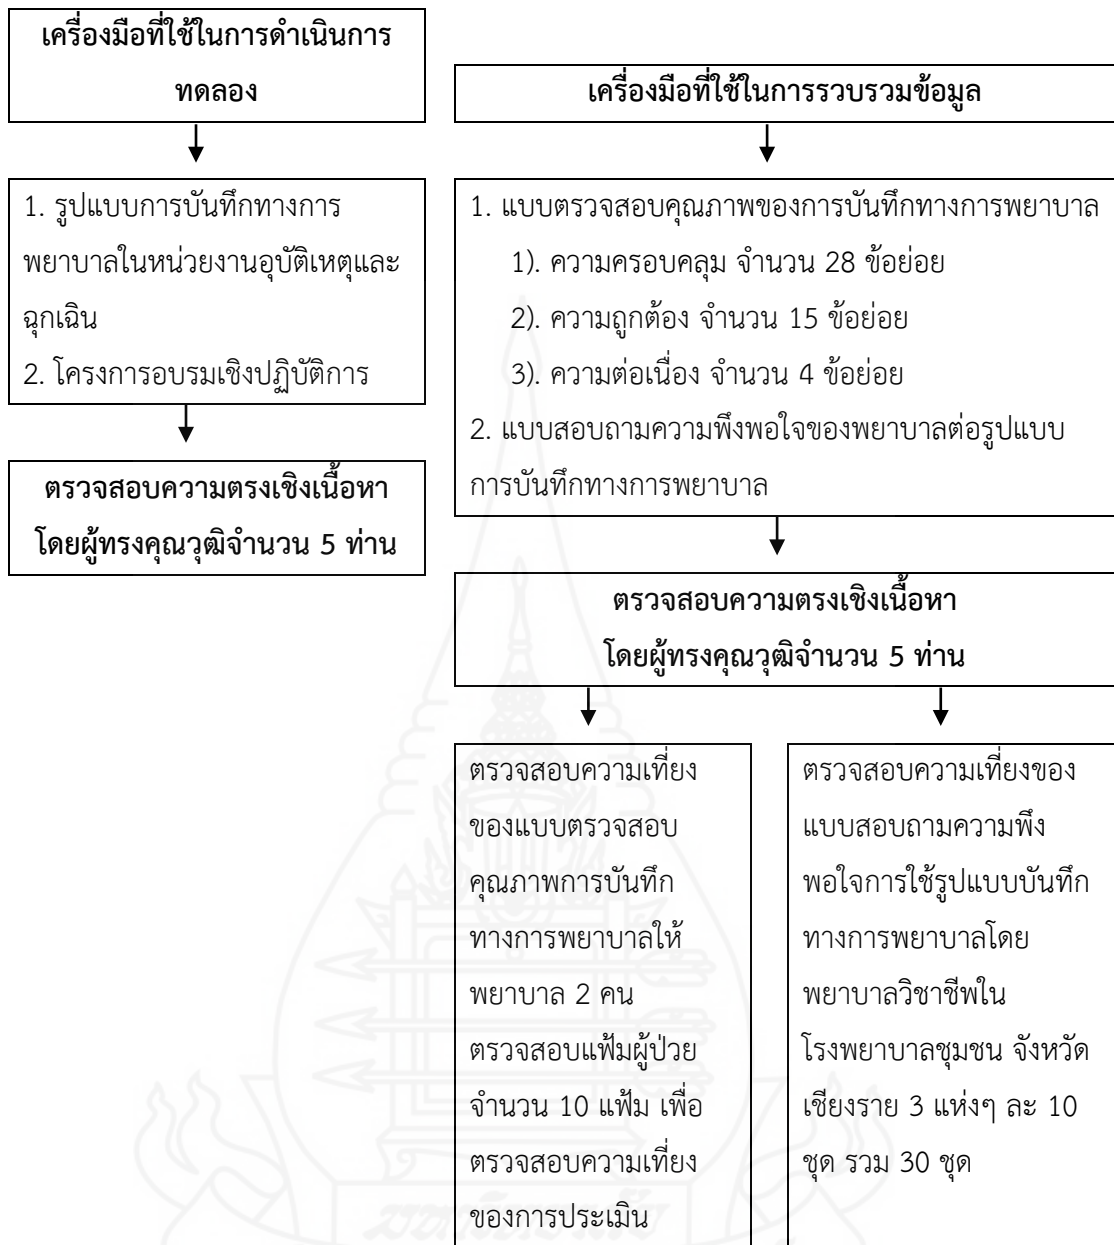 เครื่องมือที่ใช้ในการดำเนินการ
ทดลอง
1. รูปแบบการบันทึกทางการ
พยาบาลในหน่วยงานอุบัติเหตุและ
ฉุกเฉิน
2. โครงการอบรมเชิงปฏิบัติการ
ตรวจสอบความตรงเชิงเนื้อหา
โดยผู้ทรงคุณวุฒิจำนวน 5 ท่าน
เครื่องมือที่ใช้ในการรวบรวมข้อมูล
1. แบบตรวจสอบคุณภาพของการบันทึกทางการพยาบาล
1). ความครอบคลุม จำนวน 28 ข้อย่อย
2). ความถูกต้อง จำนวน 15 ข้อย่อย
3). ความต่อเนื่อง จำนวน 4 ข้อย่อย
2. แบบสอบถามความพึงพอใจของพยาบาลต่อรูปแบบ
การบันทึกทางการพยาบาล
ตรวจสอบความตรงเชิงเนื้อหา
โดยผู้ทรงคุณวุฒิจำนวน 5 ท่าน
ตรวจสอบความเที่ยง
ของแบบตรวจสอบ
คุณภาพการบันทึก
ทางการพยาบาลให้
พยาบาล 2 คน
ตรวจสอบแฟ้มผู้ป่วย
จำนวน 10 แฟ้ม เพื่อ
ตรวจสอบความเที่ยง
ของการประเมิน
ตรวจสอบความเที่ยงของ
แบบสอบถามความพึง
พอใจการใช้รูปแบบบันทึก
ทางการพยาบาลโดย
พยาบาลวิชาชีพใน
โรงพยาบาลชุมชน จังหวัด
เชียงราย 3 แห่งๆ ละ 10
ชุด รวม 30 ชุด